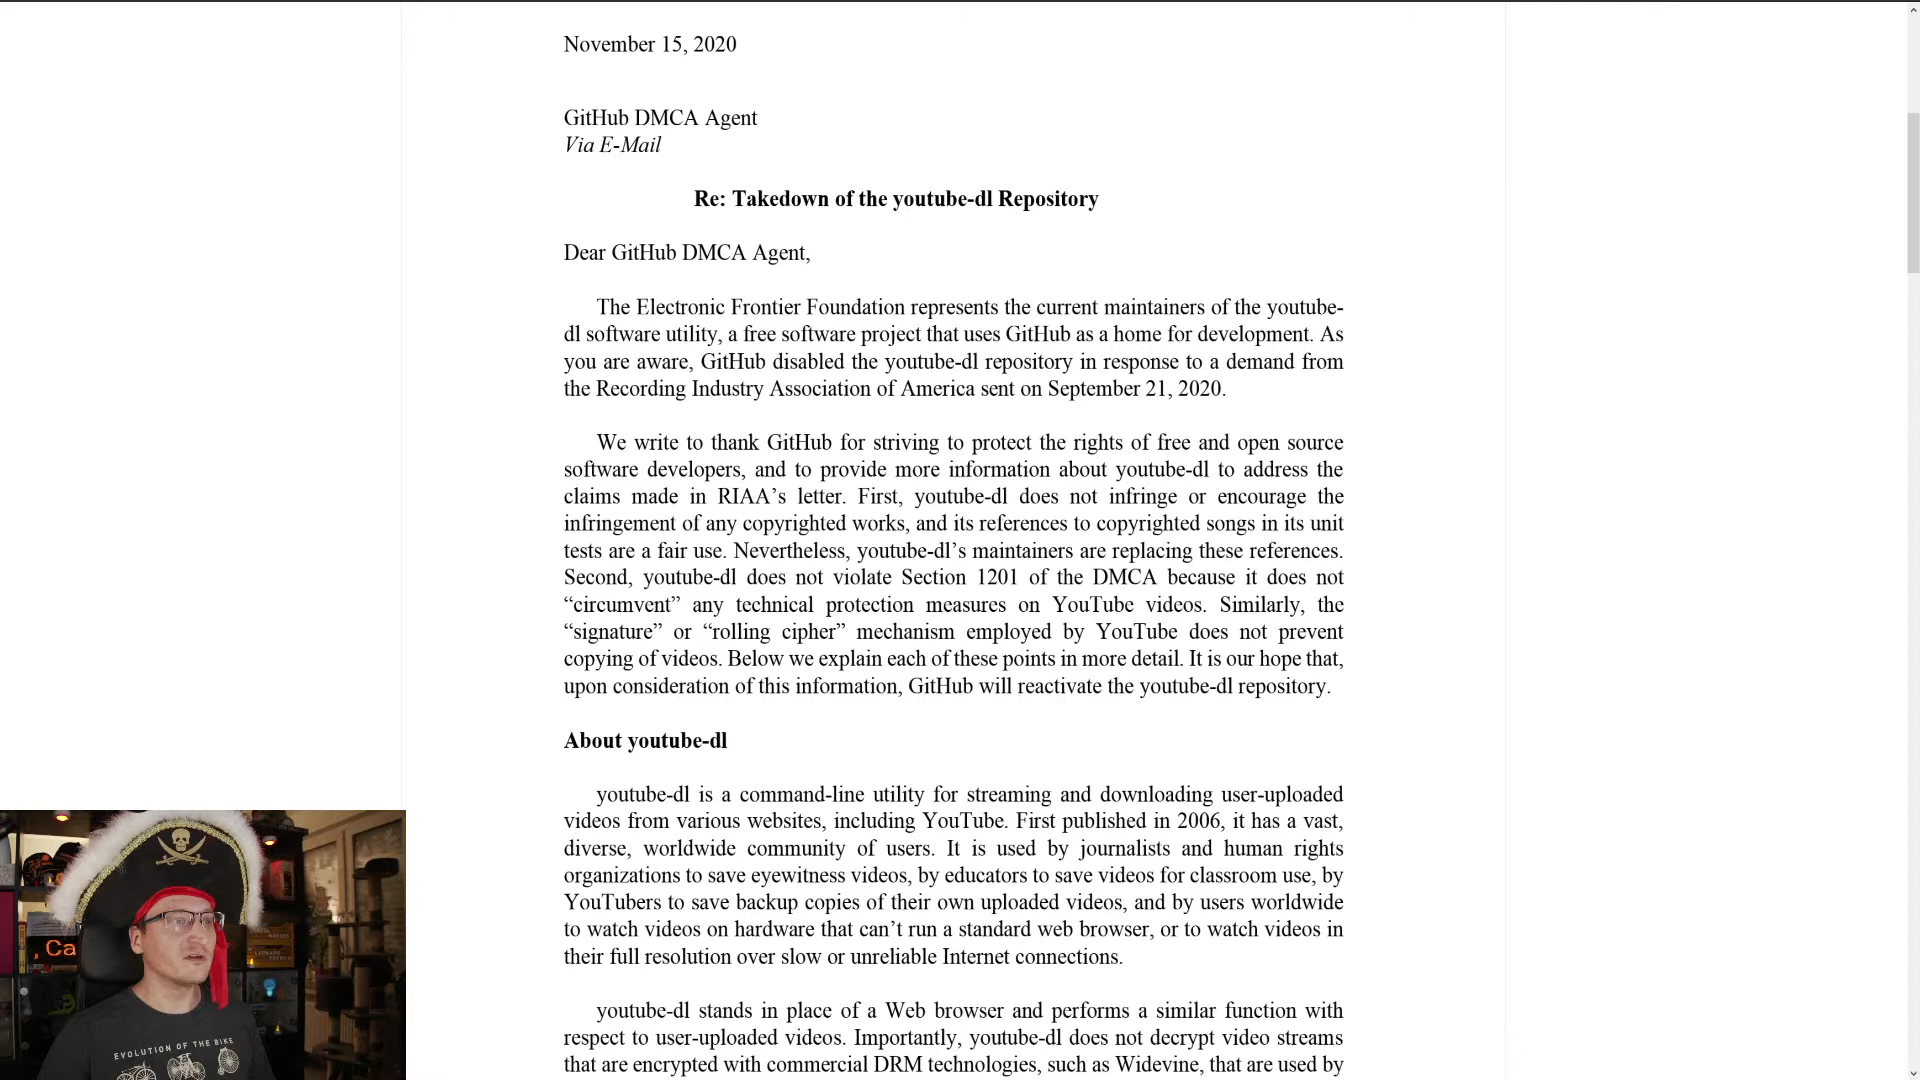 November 15, 2020
GitHub DMCA Agent
Via E-Mail
Re: Takedown of the youtube-dl Repository
Dear GitHub DMCA Agent,
The Electronic Frontier Foundation represents the current maintainers of the youtube-
dl software utility, a free software project that uses GitHub as a home for development. As
you are aware, GitHub disabled the youtube-dl repository in response to a demand from
the Recording Industry Association of America sent on September 21, 2020.
We write to thank GitHub for striving to protect the rights of free and open source
software developers, and to provide more information about youtube-dl to address the
claims made in RIAA’s letter. First, youtube-dl does not infringe or encourage the
infringement of any copyrighted works, and its references to copyrighted songs in its unit
tests are a fair use. Nevertheless, youtube-dl’s maintainers are replacing these references.
Second, youtube-dl does not violate Section 1201 of the DMCA because it does not
“circumvent” any technical protection measures on YouTube videos. Similarly, the
“signature” or “rolling cipher” mechanism employed by YouTube does not prevent
copying of videos. Below we explain each of these points in more detail. It is our hope that,
upon consideration of this information, GitHub will reactivate the youtube-dl repository.
About youtube-dl
youtube-dl is a command-line utility for streaming and downloading user-uploaded
videos from various websites, including YouTube. First published in 2006, it has a vast,
diverse, worldwide community of users. It is used by journalists and human rights
organizations to save eyewitness videos, by educators to save videos for classroom use, by
YouTubers to save backup copies of their own uploaded videos, and by users worldwide
to watch videos on hardware that can’t run a standard web browser, or to watch videos in
their full resolution over slow or unreliable Internet connections.
youtube-dl stands in place of a Web browser and performs a similar function with
respect to user-uploaded videos. Importantly, youtube-dl does not decrypt video streams
that are encrypted with commercial DRM technologies, such as Widevine, that are used by
, Ca
EVOLUTION OF THE BIKE